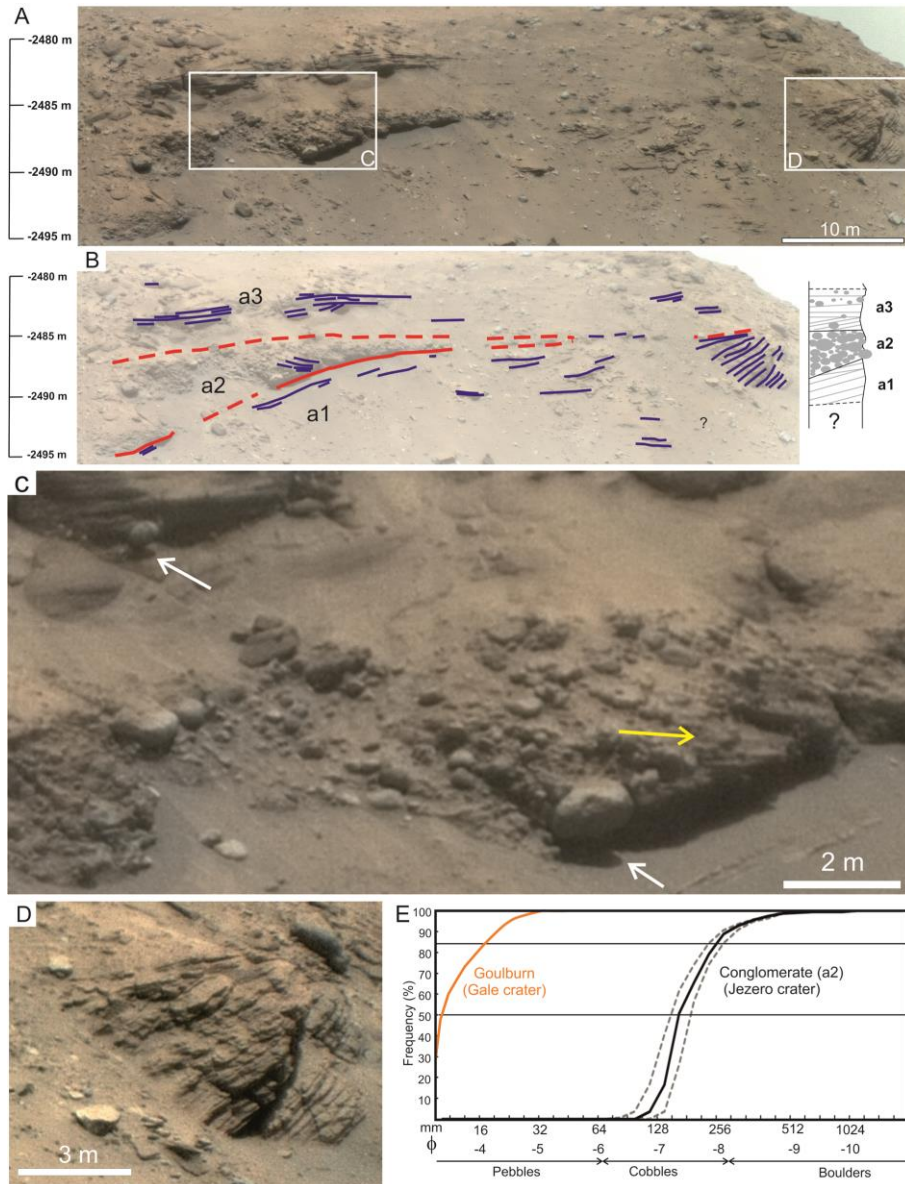 A
-2480 m
-2485 m
-2490 m
-2495 m
C
D
10 m
B
-2480 m
-2485 m
-2490 m
-2495 m
a3
a2
a1
?
a3
a2
a1
?
C
2 m
D
3 m
E
Frequency (%)
100
90
80
70
60
50
40
30
20
10
Goulburn
(Gale crater)
Conglomerate (a2)
(Jezero crater)
mm 16 32 64 128 256 512 1024
ϕ -4 -5 -6 -7 -8 -9 -10
Pebbles Cobbles Boulders